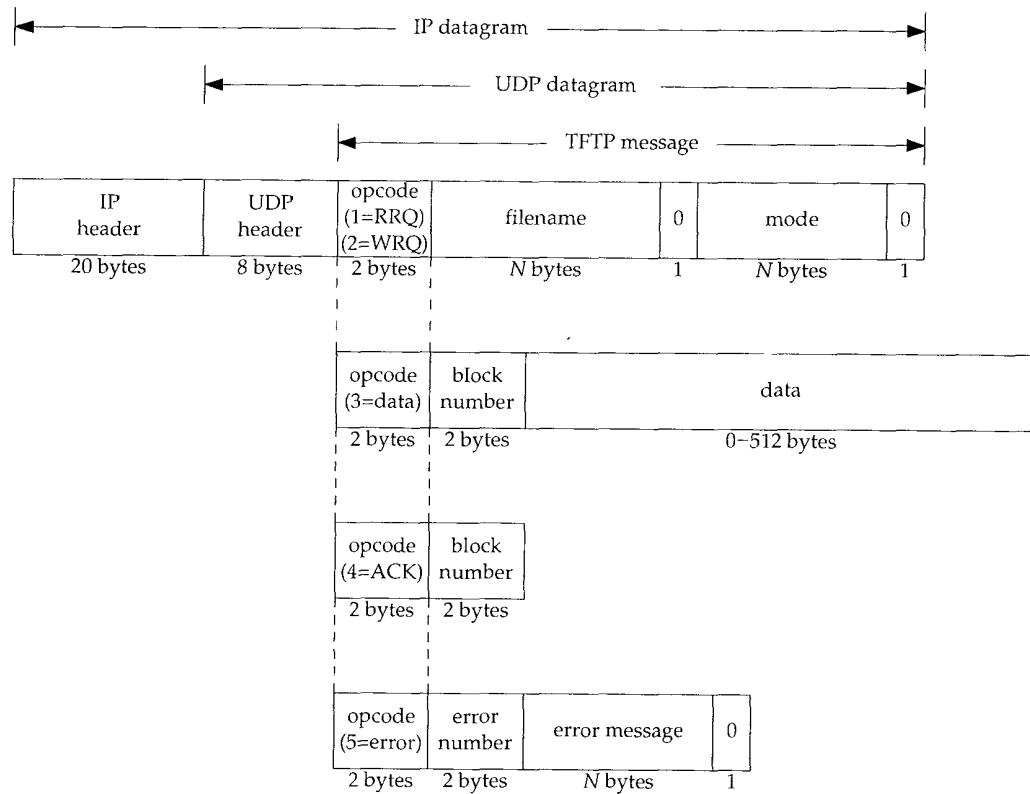 IP datagram
UDP datagram
TFTP message
IP
header
UDP
header
opcode
(1=RRQ)
(2=WRQ)
filename
0
mode
0
20 bytes
8 bytes
2 bytes
N bytes
1
N bytes
1
opcode
(3=data)
block
number
data
2 bytes
2 bytes
0−512 bytes
opcode
(4=ACK)
block
number
2 bytes
2 bytes
opcode
(5=error)
error
number
error message
0
2 bytes
2 bytes
N bytes
1